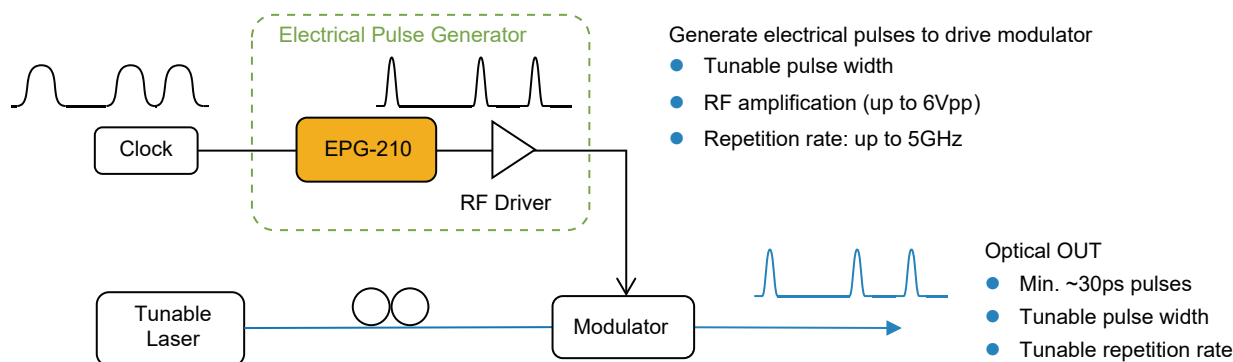 Electrical Pulse Generator
Generate electrical pulses to drive modulator
Tunable pulse width
RF amplification (up to 6Vpp)
Repetition rate: up to 5GHz
Clock
EPG-210
RF Driver
Optical OUT
Min. ~30ps pulses
Tunable pulse width
Tunable repetition rate
Tunable
Laser
Modulator